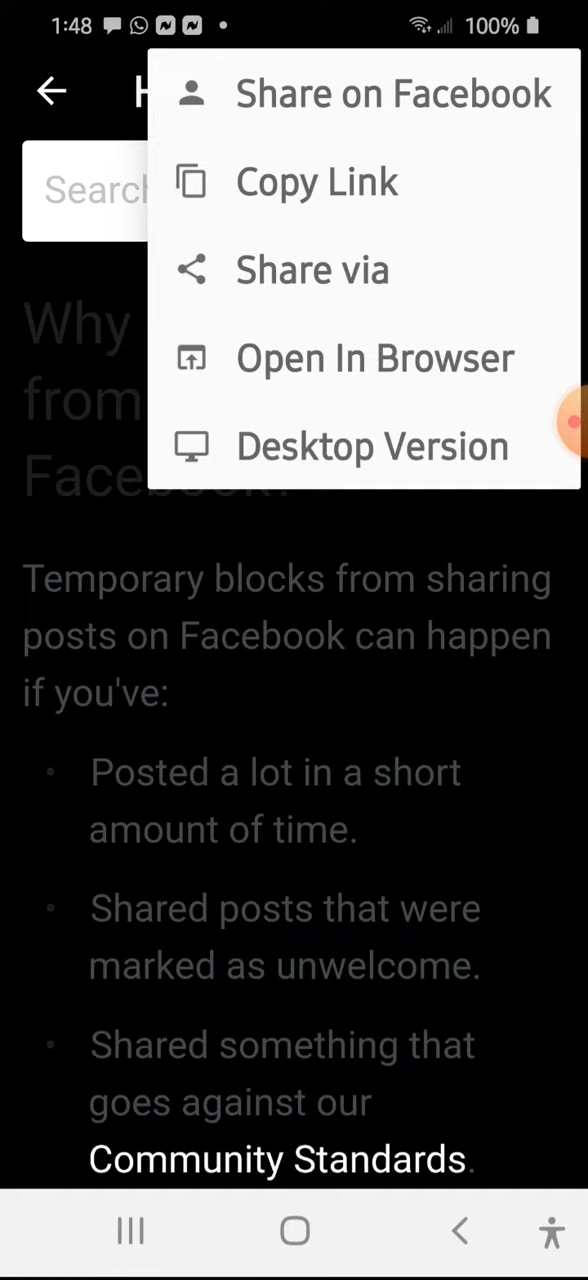 1:48
100%
H
Share on Facebook
Copy Link
Share via
Open In Browser
Desktop Version
Search
Why
from
Facebook?
Temporary blocks from sharing
posts on Facebook can happen
if you've:
• Posted a lot in a short
amount of time.
• Shared posts that were
marked as unwelcome.
• Shared something that
goes against our
Community Standards.